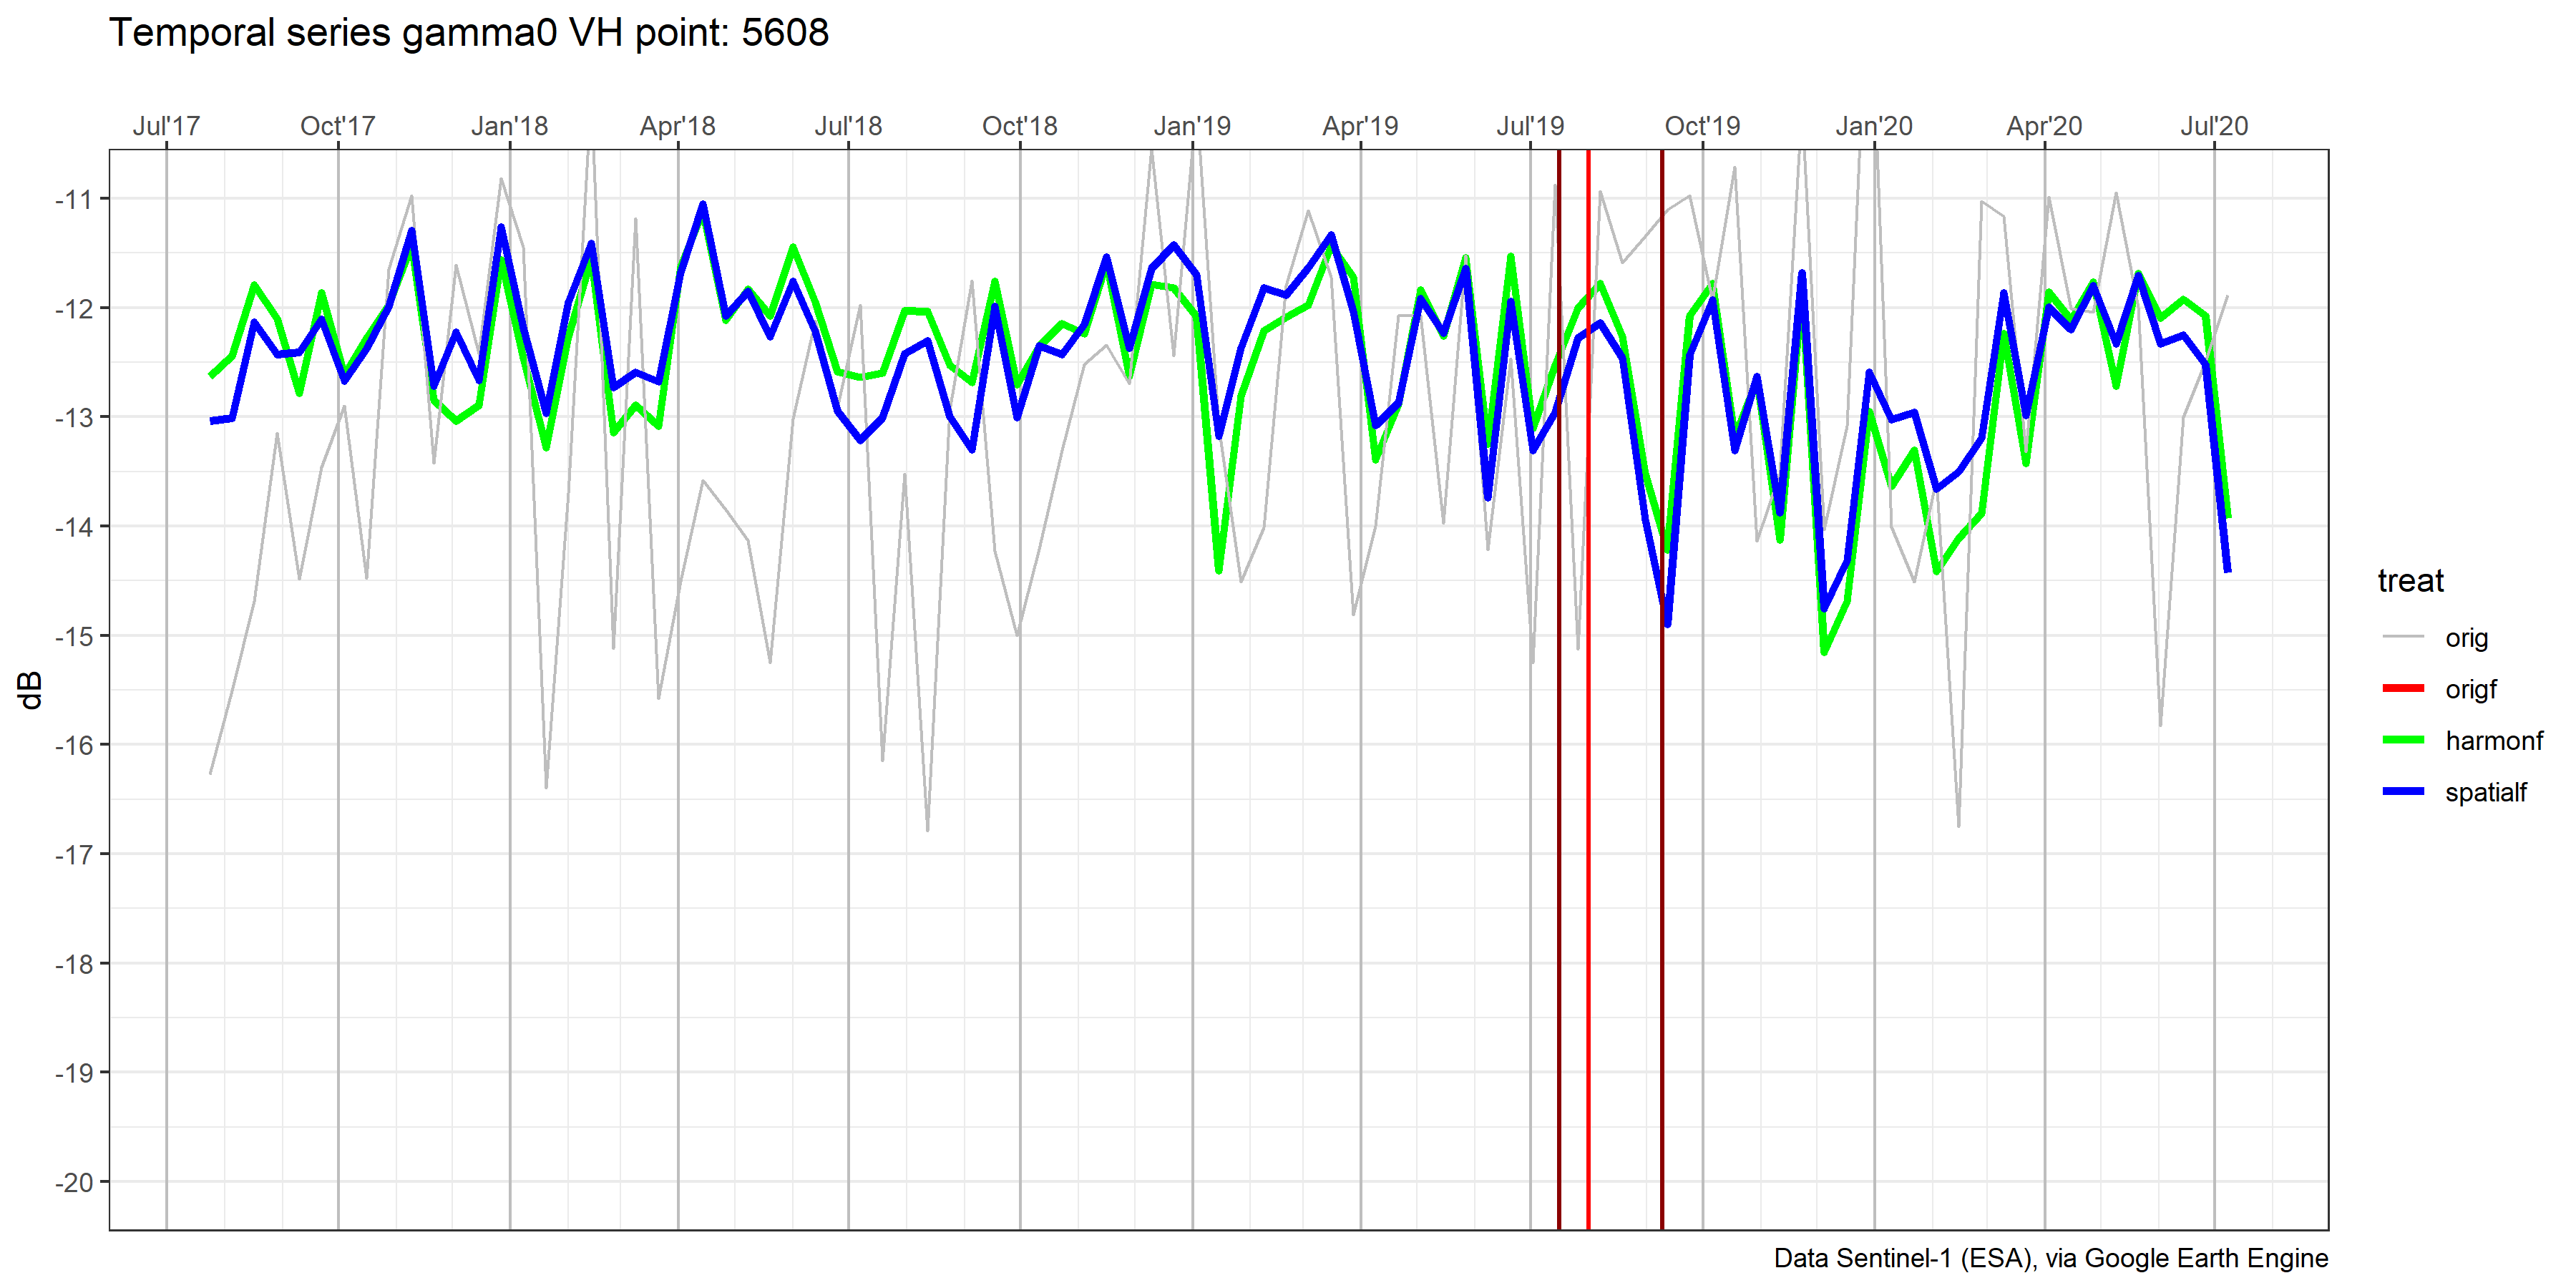 Temporal series gamma0 VH point: 5608
Jul'17 Oct'17 Jan'18 Apr'18 Jul'18 Oct'18 Jan'19 Apr'19 Jul'19 Oct'19 Jan'20 Apr'20 Jul'20
-11
-12
-13
-14
-15
-16
-17
-18
-19
-20
dB
treat
orig
origf
harmonf
spatialf
Data Sentinel-1 (ESA), via Google Earth Engine